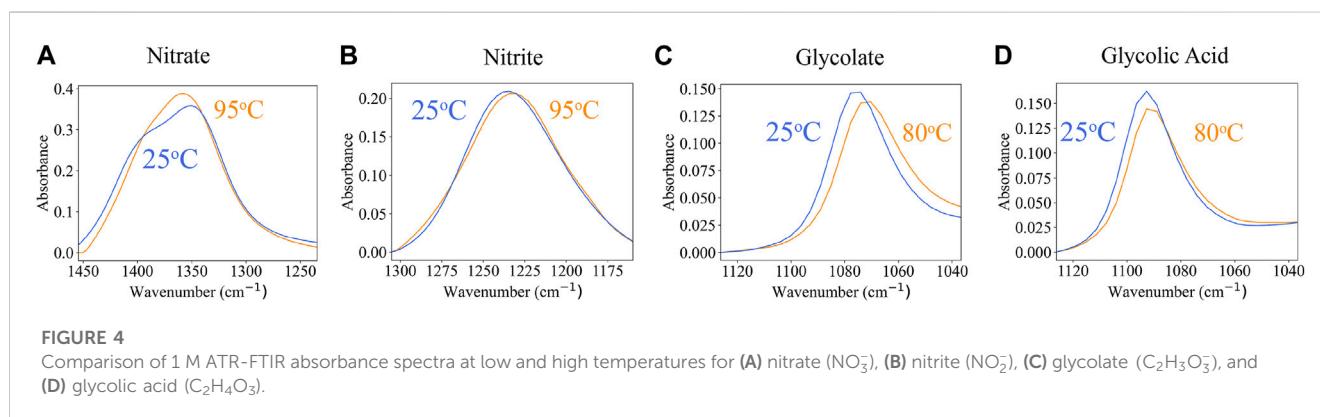 A Nitrate
Absorbance
0.4
0.3
0.2
0.1
0.0
95°C
25°C
1450 1400 1350 1300 1250
Wavenumber (cm⁻¹)
B Nitrite
Absorbance
0.20
0.15
0.10
0.05
0.00
25°C 95°C
1300 1275 1250 1225 1200 1175
Wavenumber (cm⁻¹)
C Glycolate
Absorbance
0.150
0.125
0.100
0.075
0.050
0.025
0.000
25°C 80°C
1120 1100 1080 1060 1040
Wavenumber (cm⁻¹)
D Glycolic Acid
Absorbance
0.150
0.125
0.100
0.075
0.050
0.025
0.000
25°C 80°C
1120 1100 1080 1060 1040
Wavenumber (cm⁻¹)
FIGURE 4
Comparison of 1 M ATR-FTIR absorbance spectra at low and high temperatures for (A) nitrate (NO₃⁻), (B) nitrite (NO₂⁻), (C) glycolate (C₂H₃O₃⁻), and
(D) glycolic acid (C₂H₄O₃).